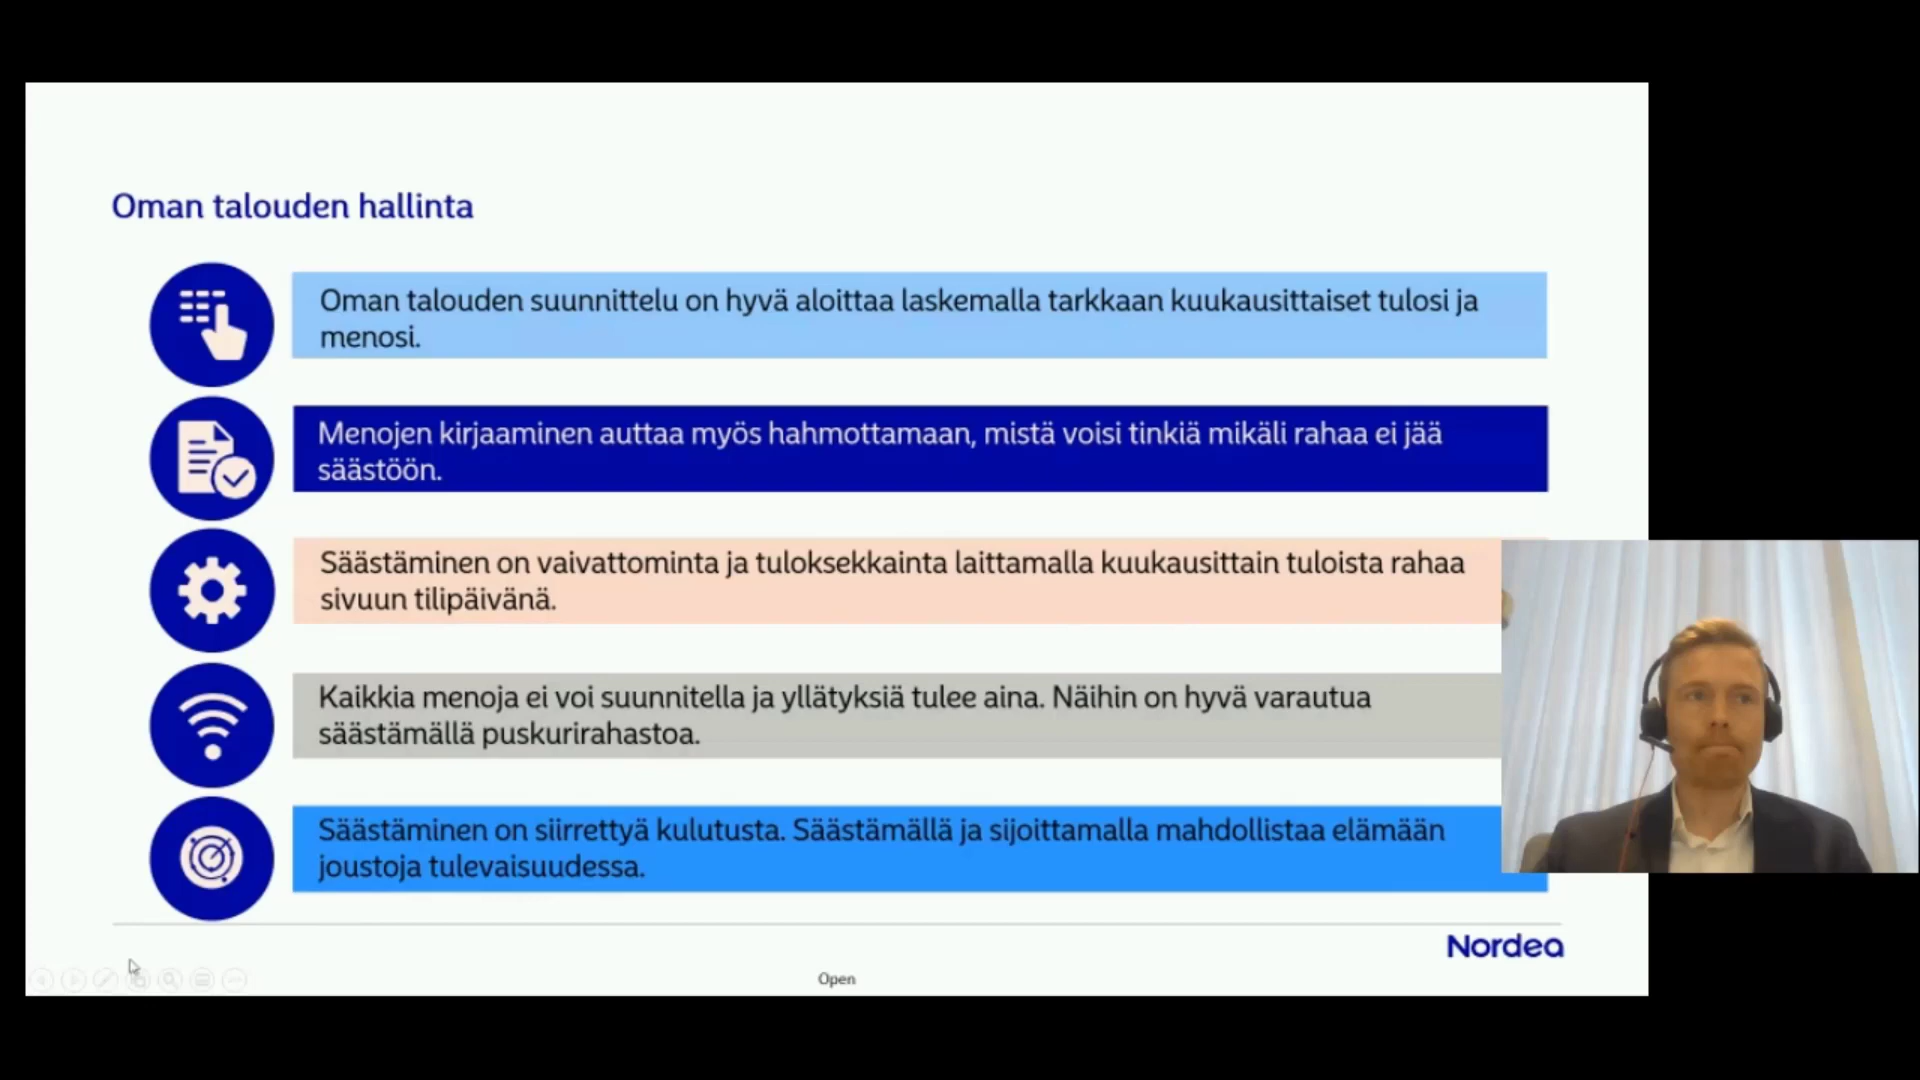 Oman talouden hallinta
Oman talouden suunnittelu on hyvä aloittaa laskemalla tarkkaan kuukausittaiset tulosi ja
menosi.
Menojen kirjaaminen auttaa myös hahmottamaan, mistä voisi tinkiä mikäli rahaa ei jää
säästöön.
Säästäminen on vaivattominta ja tuloksekkainta laittamalla kuukausittain tuloista rahaa
sivuun tilipäivänä.
Kaikkia menoja ei voi suunnitella ja yllätyksiä tulee aina. Näihin on hyvä varautua
säästämällä puskurirahastoa.
Säästäminen on siirrettyä kulutusta. Säästämällä ja sijoittamalla mahdollistaa elämään
joustoja tulevaisuudessa.
Nordea
Open